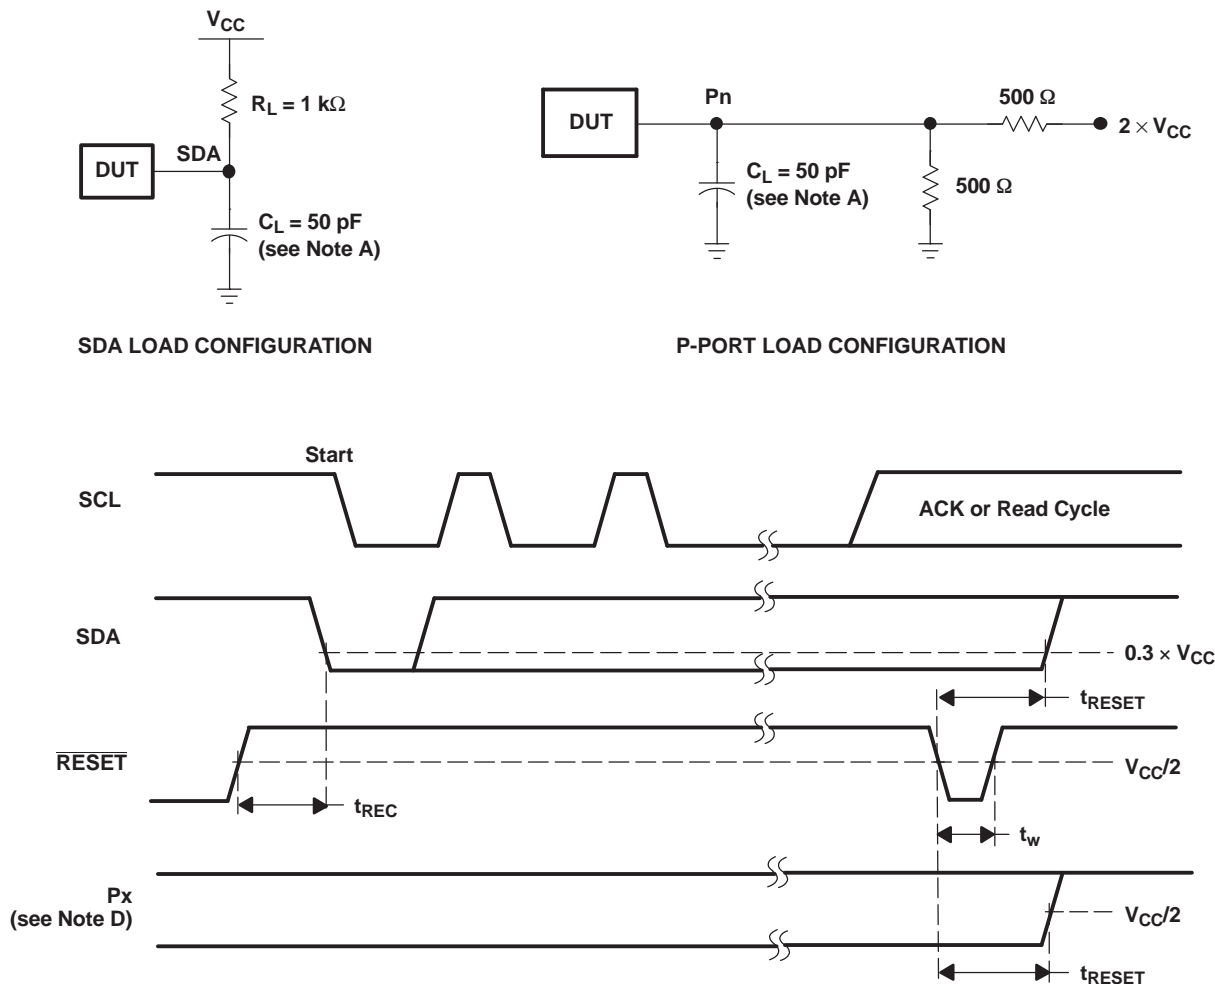 VCC
RL = 1 kΩ
DUT
SDA
CL = 50 pF
(see Note A)
SDA LOAD CONFIGURATION
DUT
Pn
500 Ω
2 × VCC
CL = 50 pF
(see Note A)
500 Ω
P-PORT LOAD CONFIGURATION
Start
SCL
ACK or Read Cycle
SDA
0.3 × VCC
tRESET
RESET
VCC/2
tREC
tw
Px
(see Note D)
VCC/2
tRESET